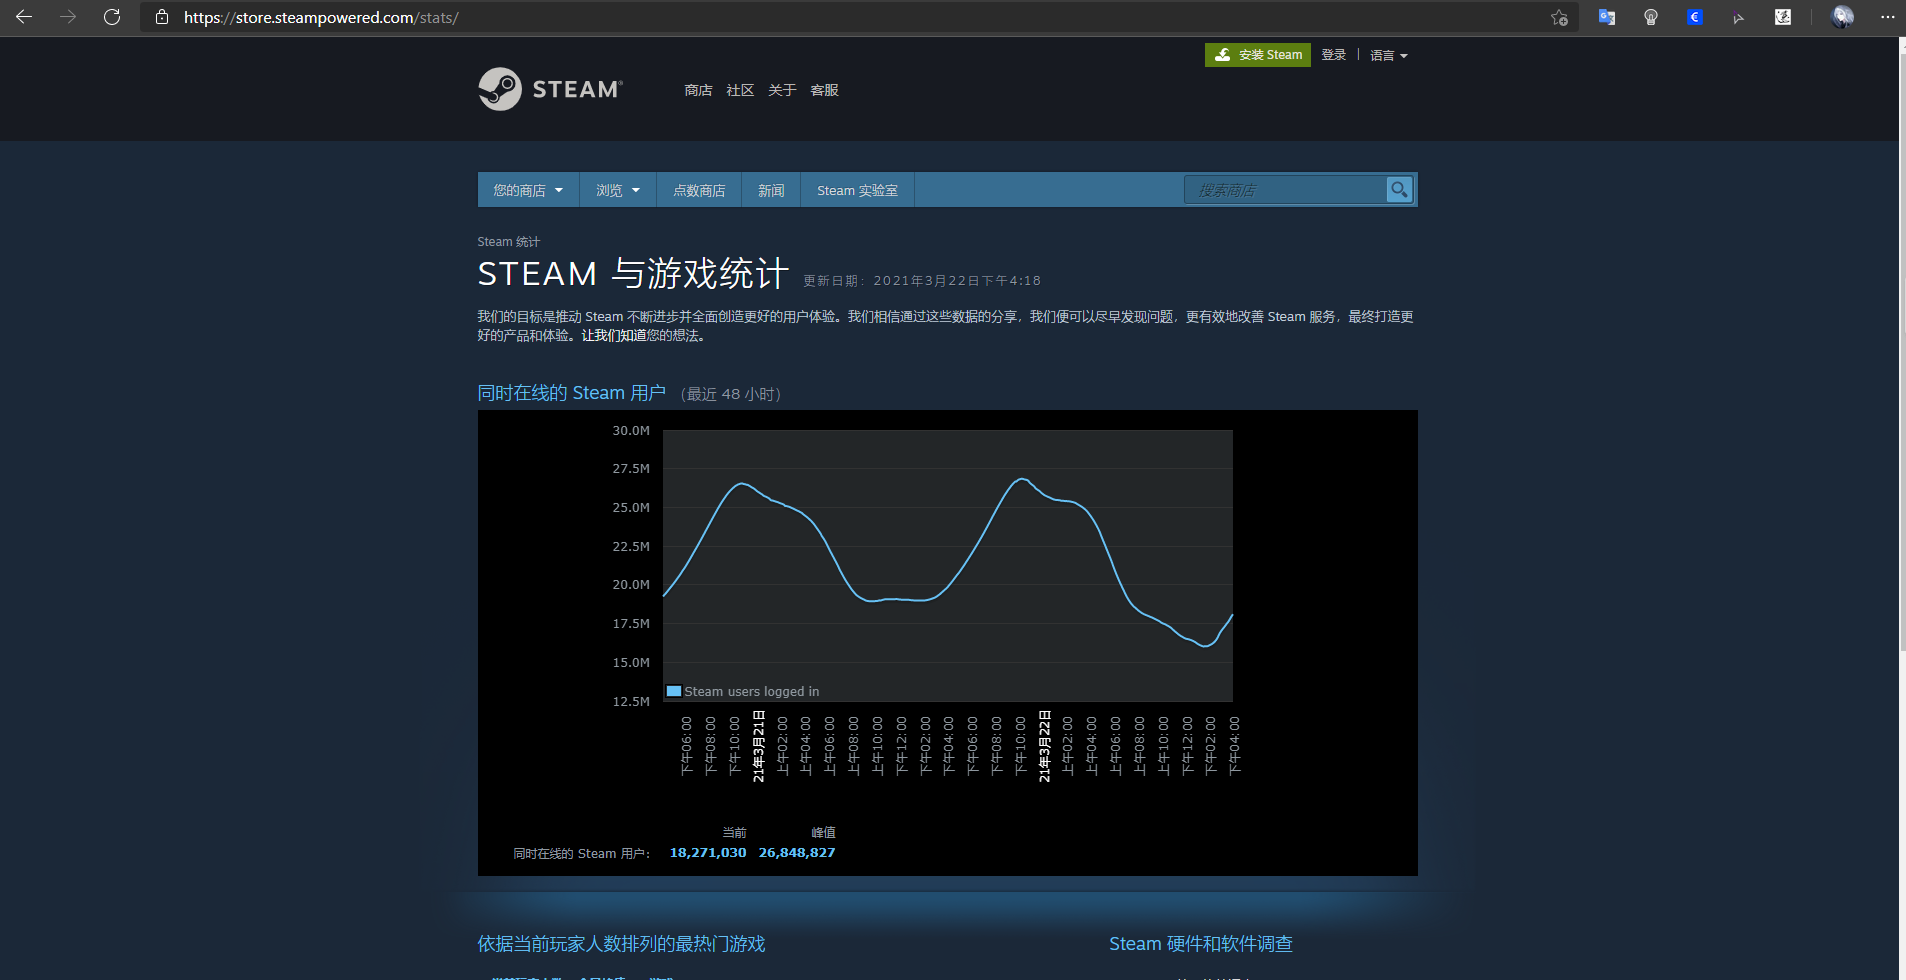 https://store.steampowered.com/stats/
安装 Steam
登录 | 语言
STEAM®
商店 社区 关于 客服
您的商店 浏览 点数商店 新闻 Steam 实验室 搜索商店
Steam 统计
STEAM 与游戏统计 更新日期：2021年3月22日下午4:18
我们的目标是推动 Steam 不断进步并全面创造更好的用户体验。我们相信通过这些数据的分享，我们便可以尽早发现问题，更有效地改善 Steam 服务，最终打造更
好的产品和体验。让我们知道您的想法。
同时在线的 Steam 用户 （最近 48 小时）
30.0M
27.5M
25.0M
22.5M
20.0M
17.5M
15.0M
12.5M
Steam users logged in
下午06:00
下午08:00
下午10:00
21年3月21日
上午02:00
上午04:00
上午06:00
上午08:00
上午10:00
下午12:00
下午02:00
下午04:00
下午06:00
下午08:00
下午10:00
21年3月22日
上午02:00
上午04:00
上午06:00
上午08:00
上午10:00
下午12:00
下午02:00
下午04:00
当前 峰值
同时在线的 Steam 用户： 18,271,030 26,848,827
依据当前玩家人数排列的最热门游戏
Steam 硬件和软件调查